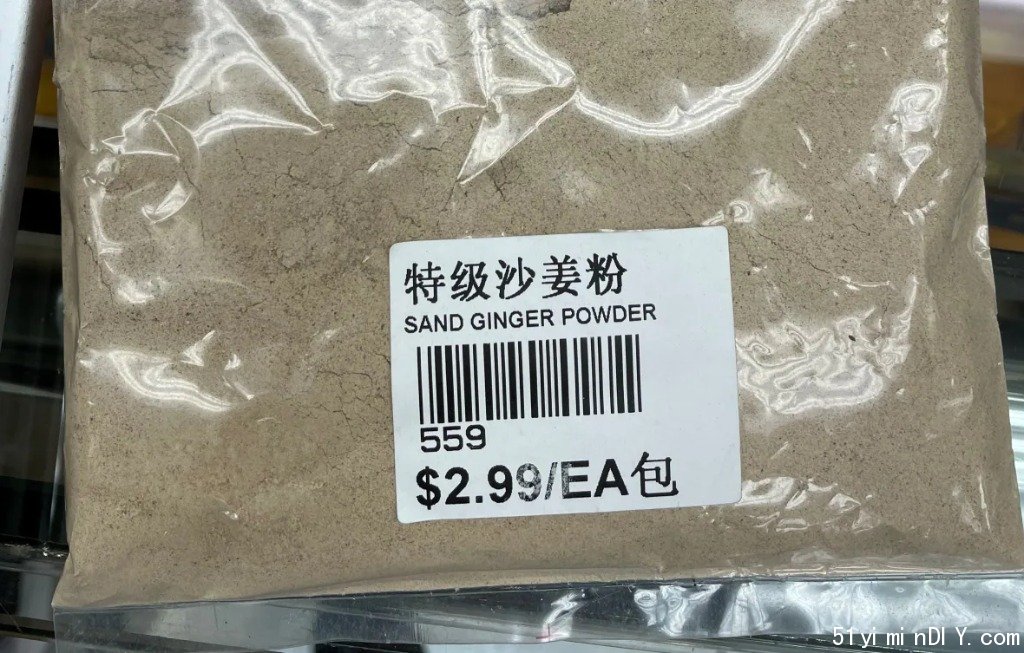 特级沙姜粉
SAND GINGER POWDER
559
$2.99/EA包
51yiminDIY.com